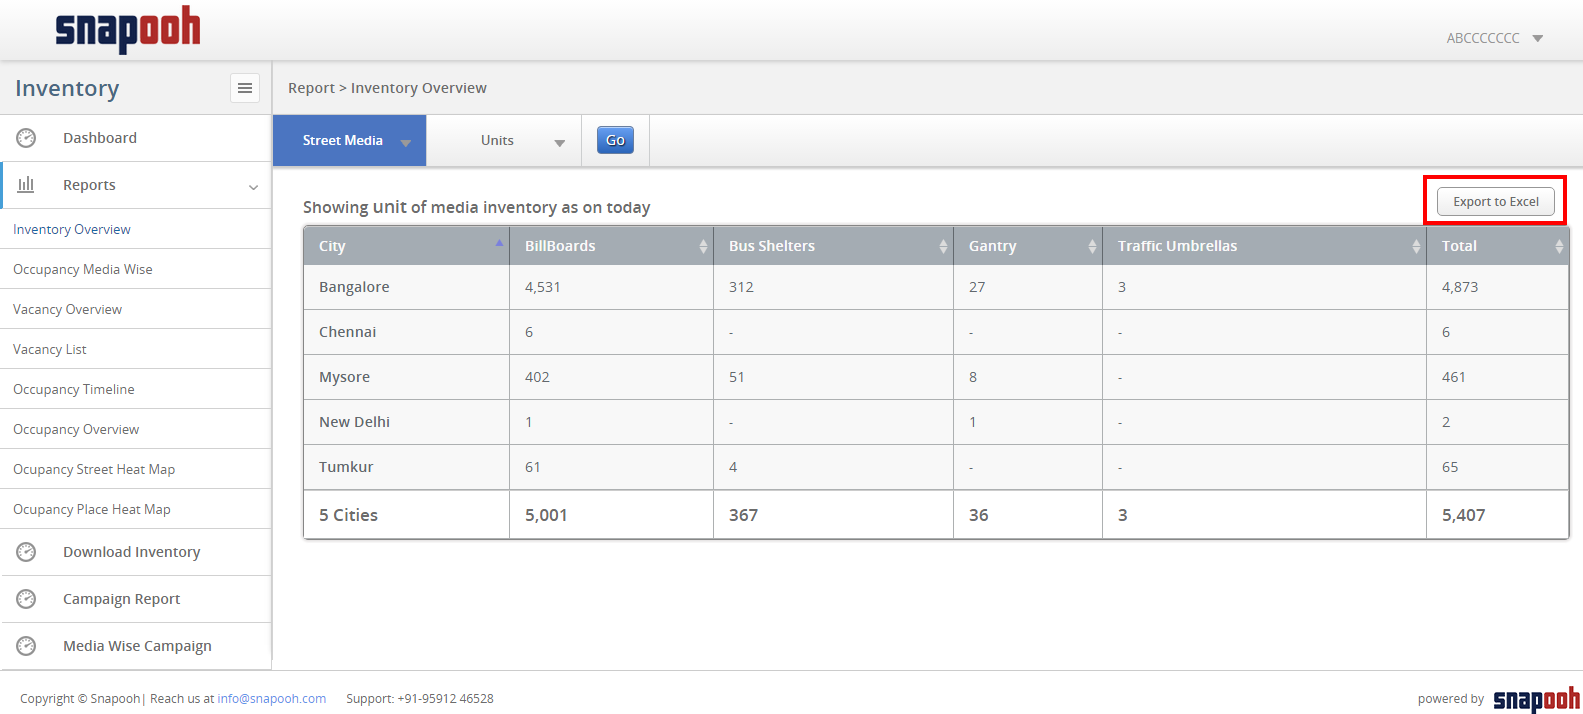 snapooh
ABCCCCCCC
Inventory
Report > Inventory Overview
Dashboard
Reports
Inventory Overview
Occupancy Media Wise
Vacancy Overview
Vacancy List
Occupancy Timeline
Occupancy Overview
Ocupancy Street Heat Map
Ocupancy Place Heat Map
Download Inventory
Campaign Report
Media Wise Campaign
Street Media Units Go
Showing unit of media inventory as on today
Export to Excel
City BillBoards Bus Shelters Gantry Traffic Umbrellas Total
Bangalore 4,531 312 27 3 4,873
Chennai 6 - - - 6
Mysore 402 51 8 - 461
New Delhi 1 - 1 - 2
Tumkur 61 4 - - 65
5 Cities 5,001 367 36 3 5,407
Copyright © Snapooh| Reach us at info@snapooh.com Support: +91-95912 46528
powered by snapooh